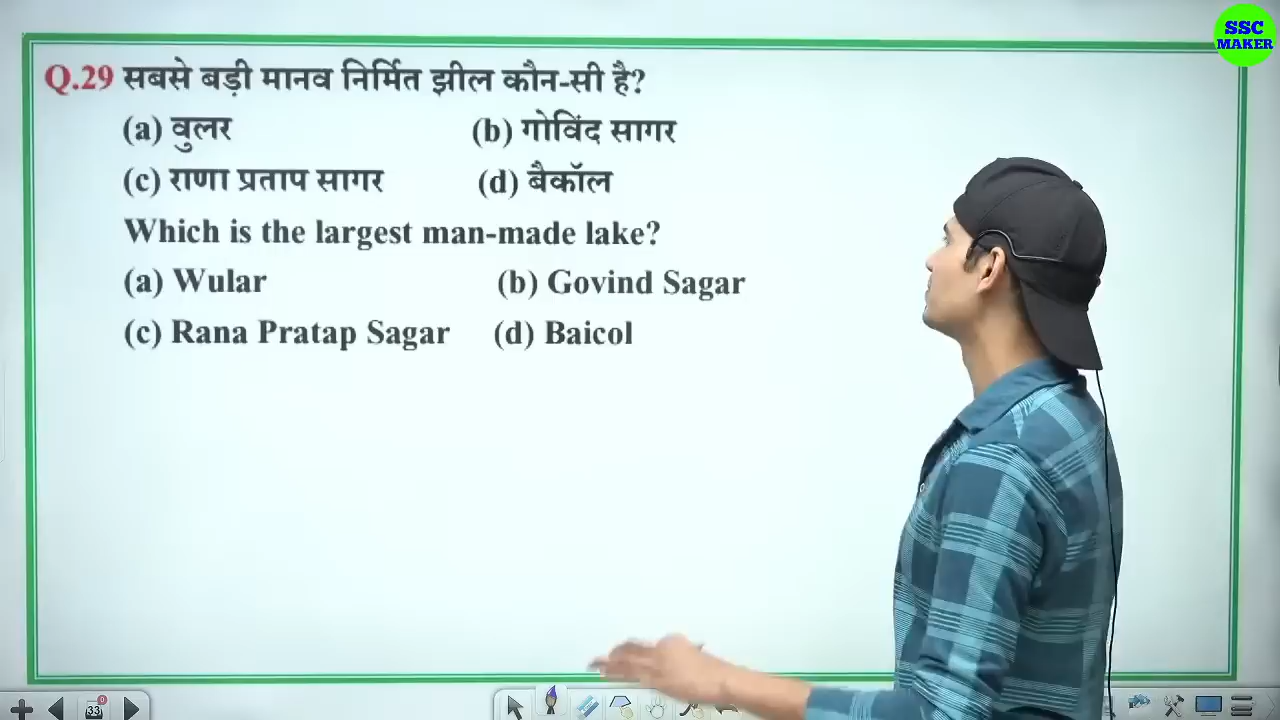 SSC
MAKER
Q.29 सबसे बड़ी मानव निर्मित झील कौन-सी है?
(a) वुलर (b) गोविंद सागर
(c) राणा प्रताप सागर (d) बैकॉल
Which is the largest man-made lake?
(a) Wular (b) Govind Sagar
(c) Rana Pratap Sagar (d) Baicol
33
0